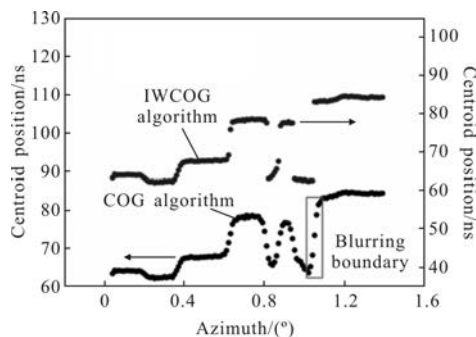 130
120
110
100
90
80
70
60
Centroid position/ns
100
90
80
70
60
50
40
Centroid position/ns
IWCOG
algorithm
COG algorithm
Blurring
boundary
0
0.4
0.8
1.2
1.6
Azimuth/(º)